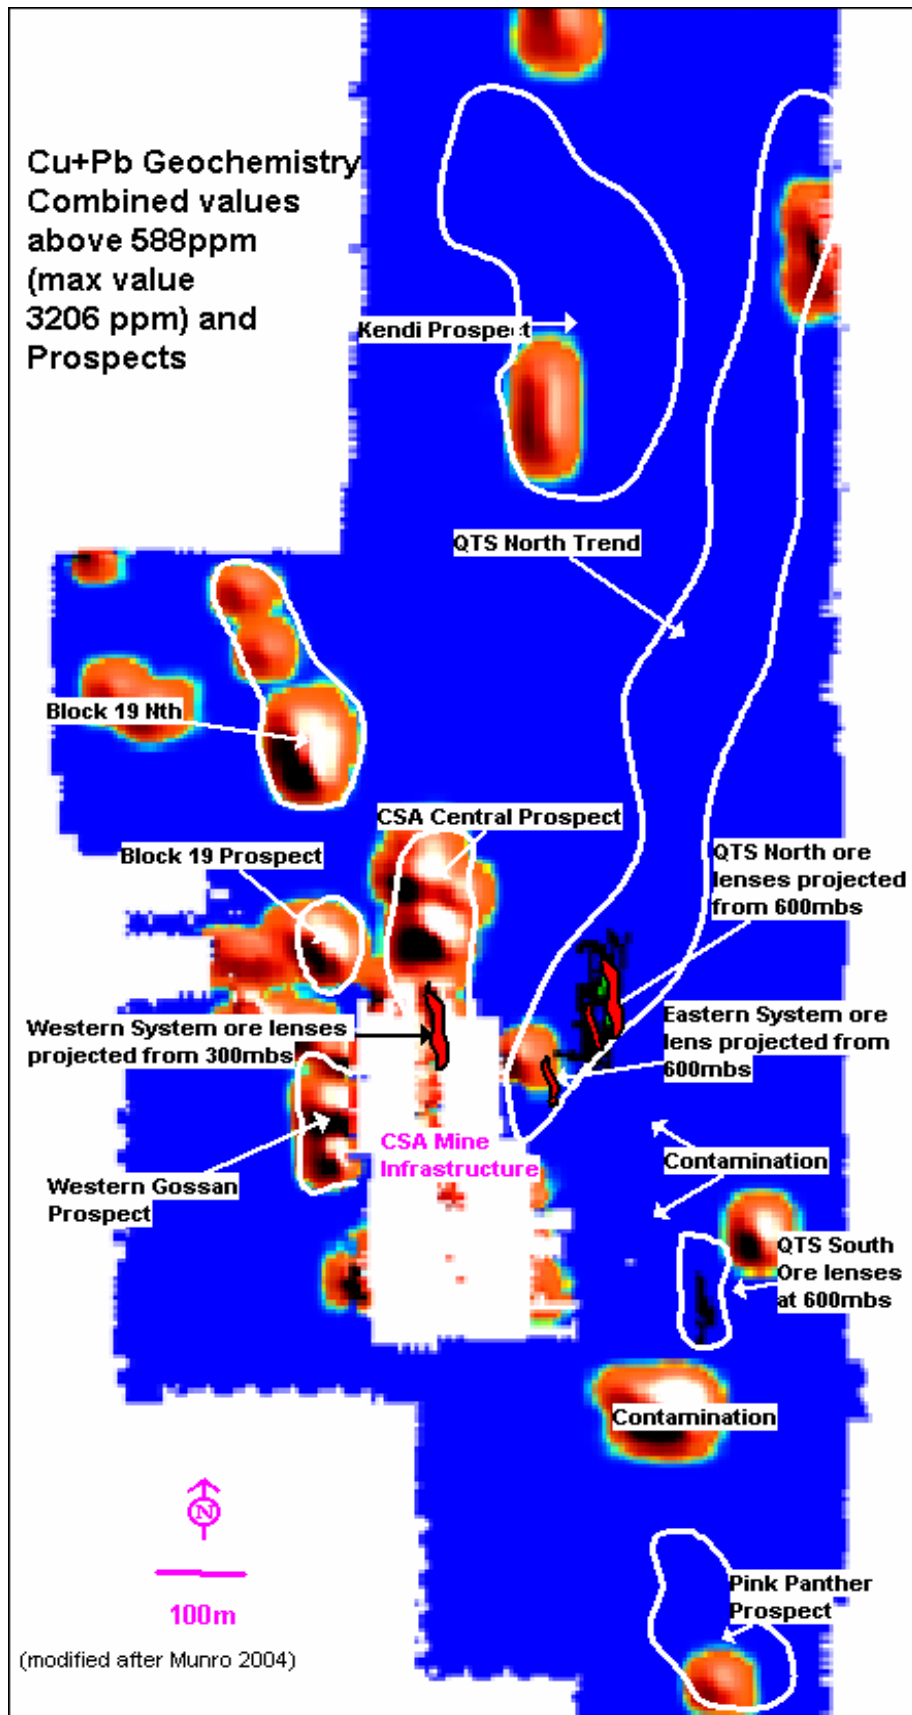 Cu+Pb Geochemistry
Combined values
above 588ppm
(max value
3206 ppm) and
Prospects
Kendi Prospect
QTS North Trend
Block 19 Nth
CSA Central Prospect
Block 19 Prospect
QTS North ore
lenses projected
from 600mbs
Western System ore lenses
projected from 300mbs
Eastern System ore
lens projected from
600mbs
CSA Mine
Infrastructure
Contamination
Western Gossan
Prospect
QTS South
Ore lenses
at 600mbs
Contamination
N
100m
Pink Panther
Prospect
(modified after Munro 2004)